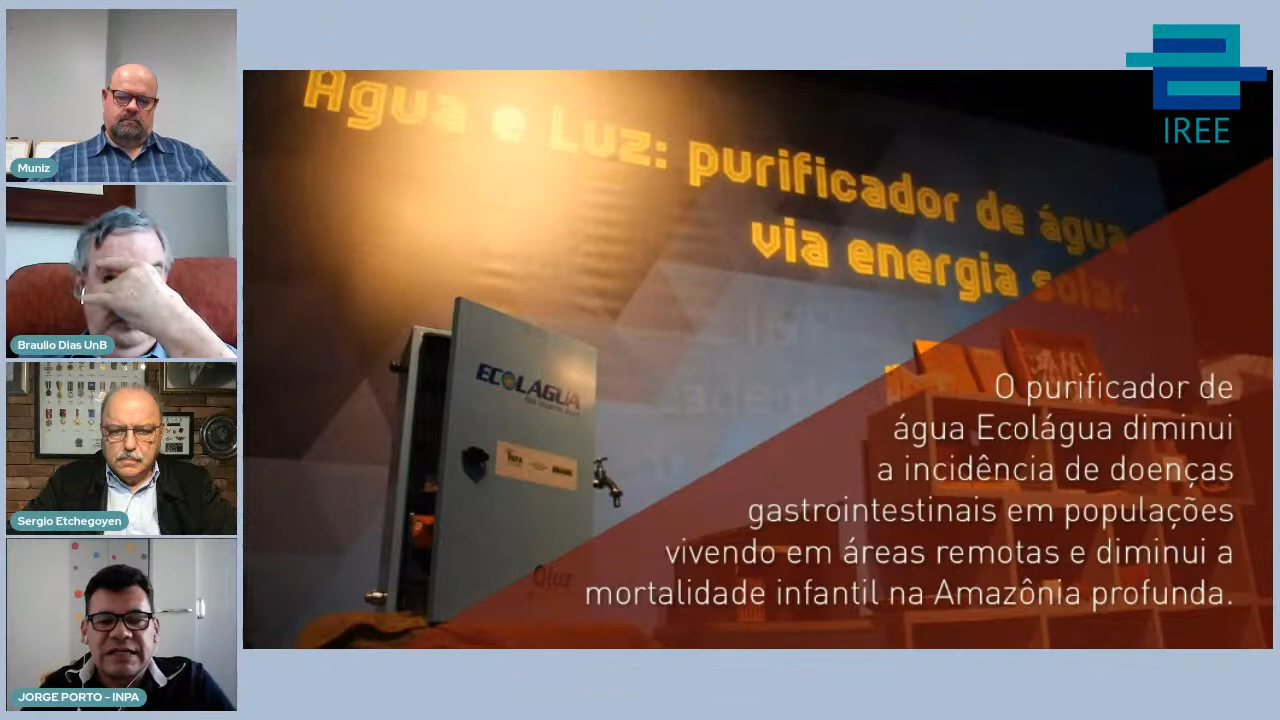 Muniz
Braulio Dias UnB
Sergio Etchegoyen
JORGE PORTO - INPA
IREE
Água e Luz: purificador de água
via energia solar.
ECOLÁGUA
INPA
O purificador de
água Ecolágua diminui
a incidência de doenças
gastrointestinais em populações
vivendo em áreas remotas e diminui a
mortalidade infantil na Amazônia profunda.